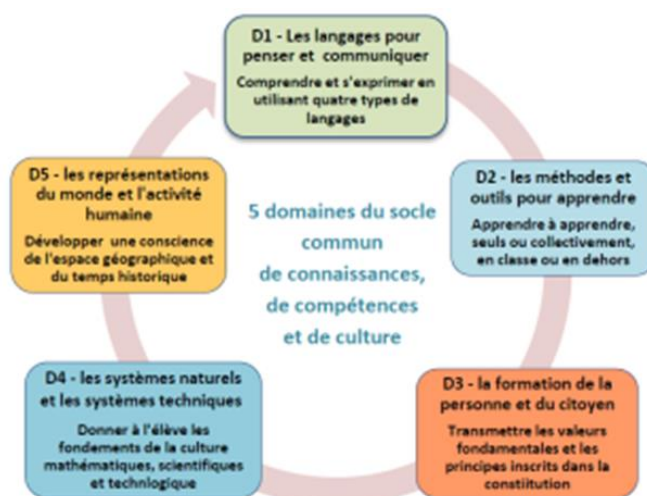 D1 - Les langages pour
penser et communiquer
Comprendre et s'exprimer en
utilisant quatre types de
langages
D2 - les méthodes et
outils pour apprendre
Apprendre à apprendre,
seuls ou collectivement,
en classe ou en dehors
D3 - la formation de la
personne et du citoyen
Transmettre les valeurs
fondamentales et les
principes inscrits dans la
constiitution
D4 - les systèmes naturels
et les systèmes techniques
Donner à l'élève les
fondements de la culture
mathématiques, scientifiques
et technlogique
D5 - les représentations
du monde et l'activité
humaine
Développer une conscience
de l'espace géographique et
du temps historique
5 domaines du socle
commun
de connaissances,
de compétences
et de culture